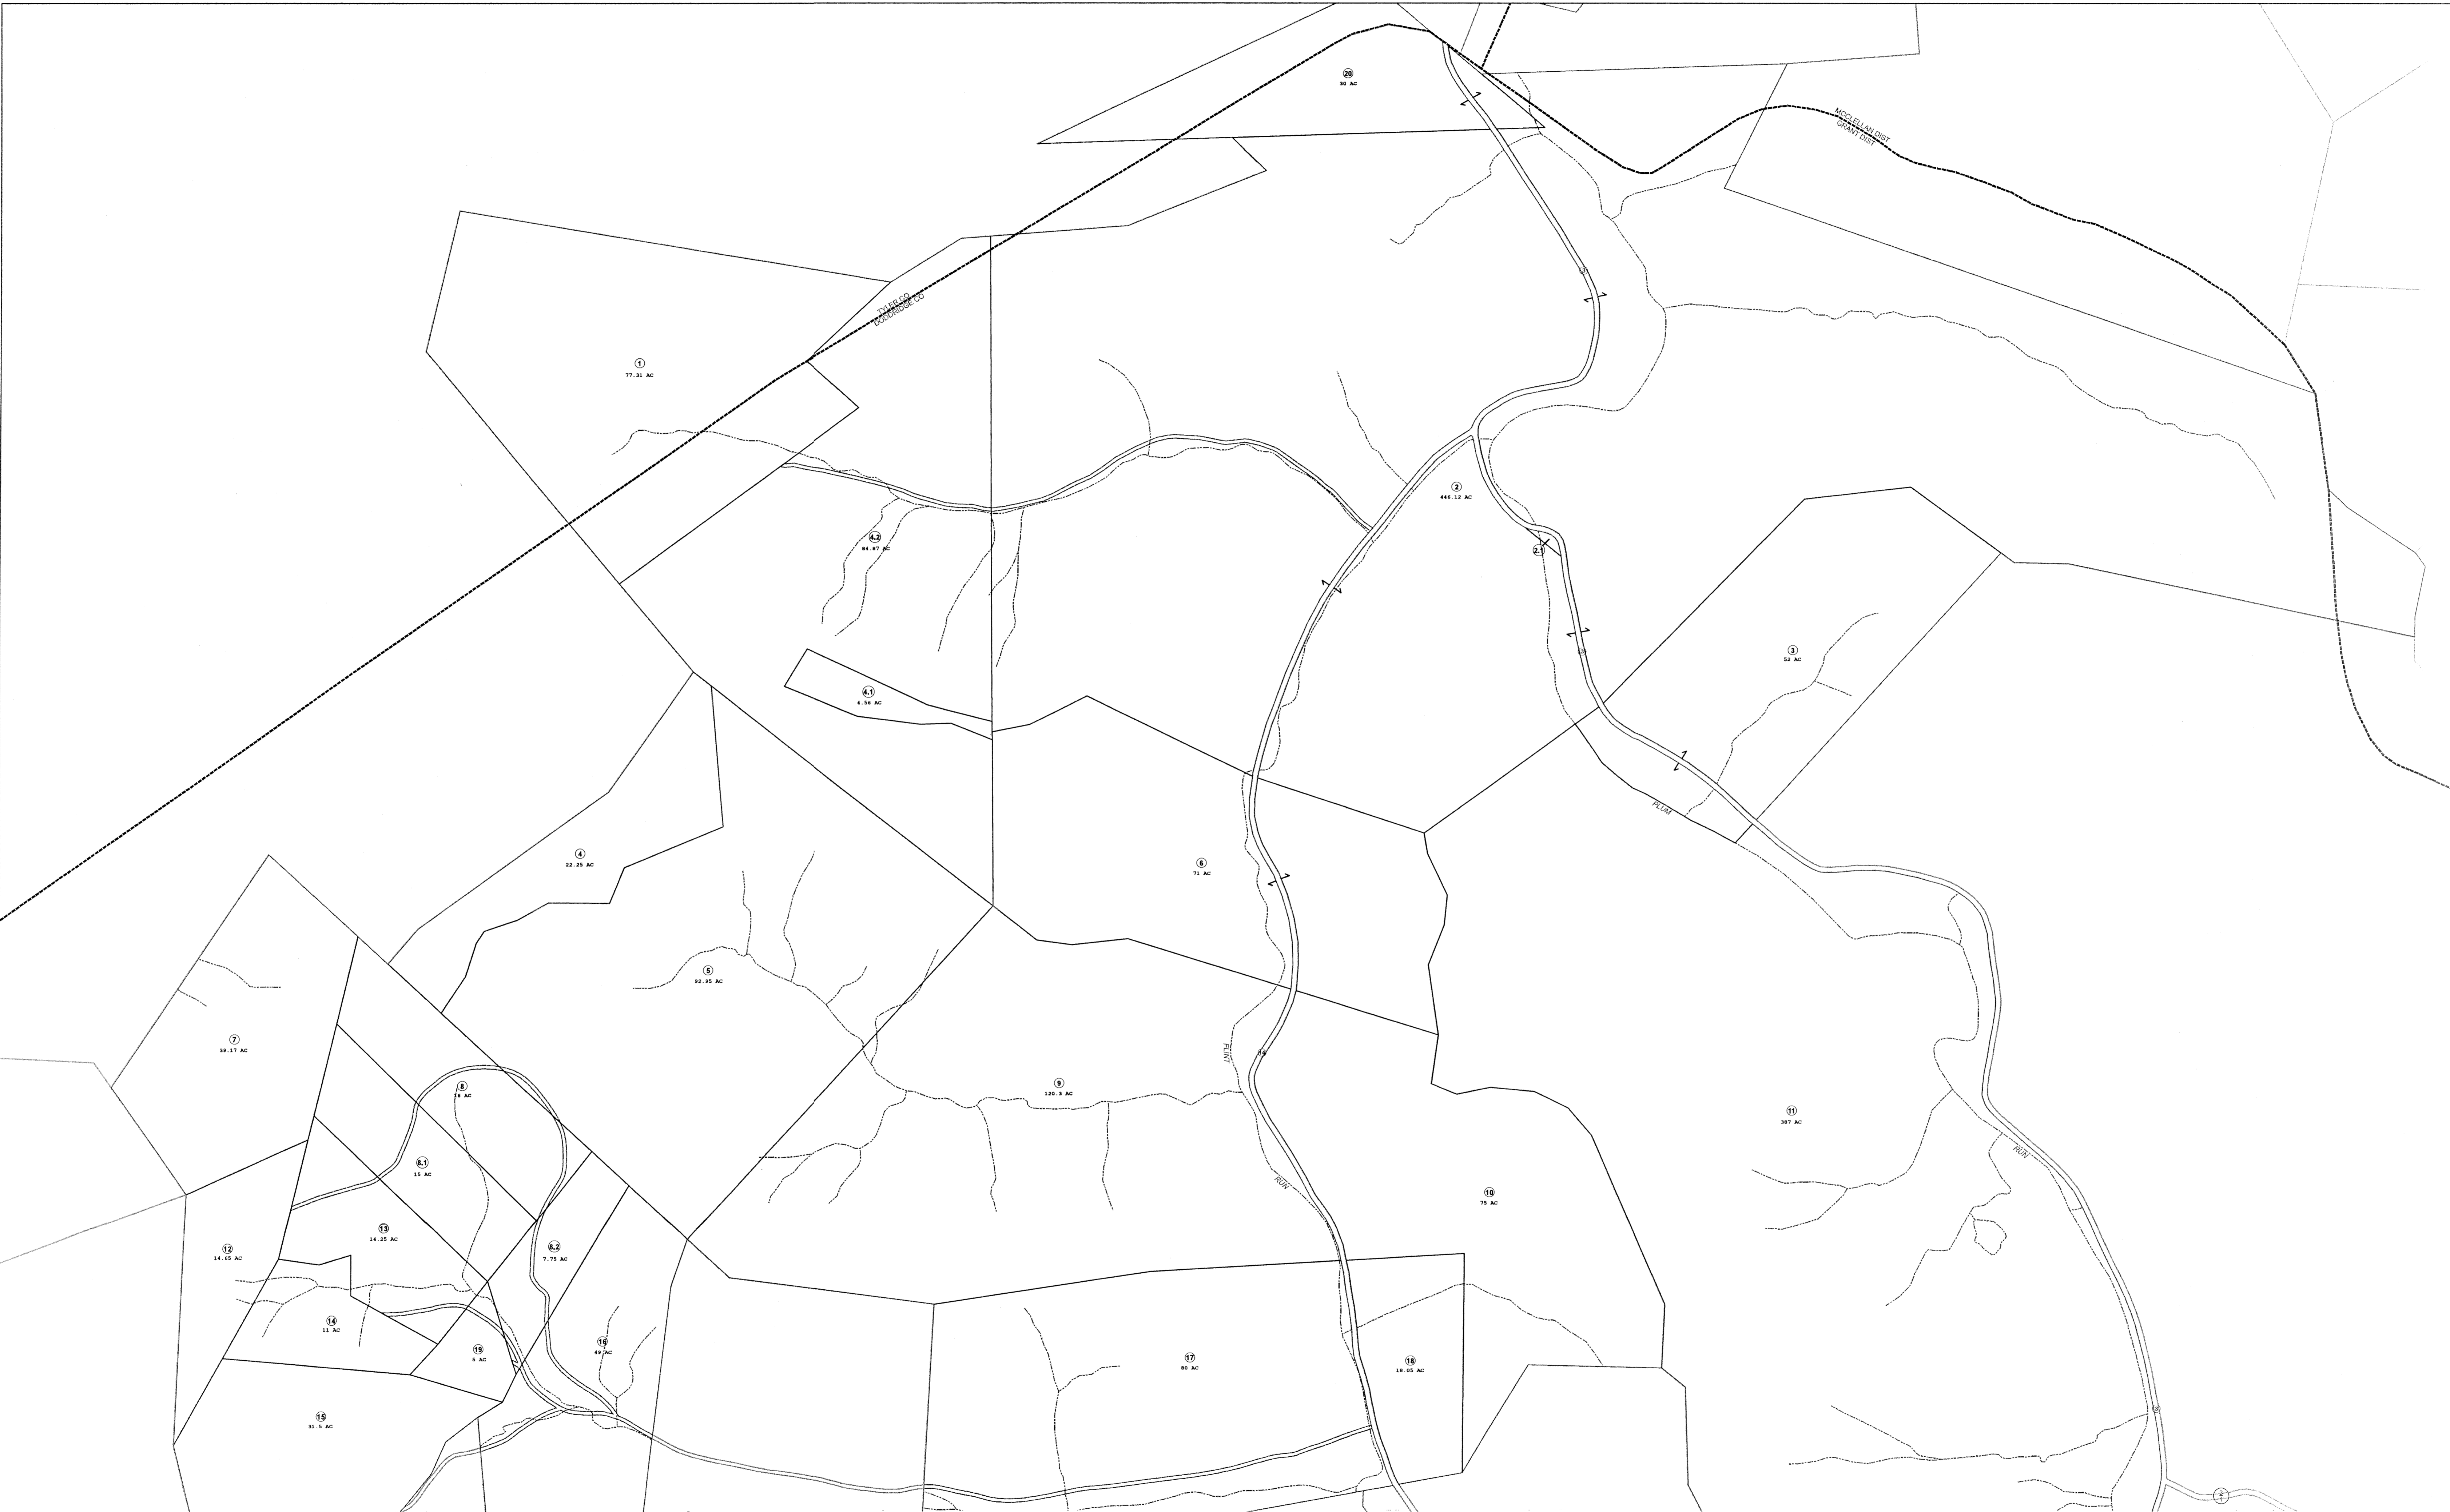 20
30 AC
MCCLELLAN DIST
GRANT DIST
3
TYLER CO
DODDRIDGE CO
1
77.31 AC
2
446.12 AC
4.2
84.87 AC
2.1
3
3
52 AC
4.1
4.56 AC
PLUM
4
22.25 AC
6
71 AC
5
92.95 AC
7
39.17 AC
FLINT
14
8
16 AC
9
120.3 AC
11
387 AC
RUN
8.1
15 AC
RUN
10
75 AC
13
14.25 AC
12
14.65 AC
8.2
7.75 AC
14
11 AC
19
5 AC
16
49 AC
17
80 AC
18
18.05 AC
15
31.5 AC
3